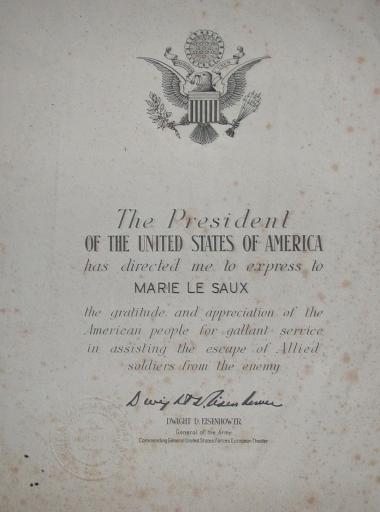 The President
OF THE UNITED STATES OF AMERICA
has directed me to express to
MARIE LE SAUX
the gratitude and appreciation of the
American people for gallant service
in assisting the escape of Allied
soldiers from the enemy
Dwight D Eisenhower
DWIGHT D. EISENHOWER
General of the Army
Commanding General United States Forces European Theater